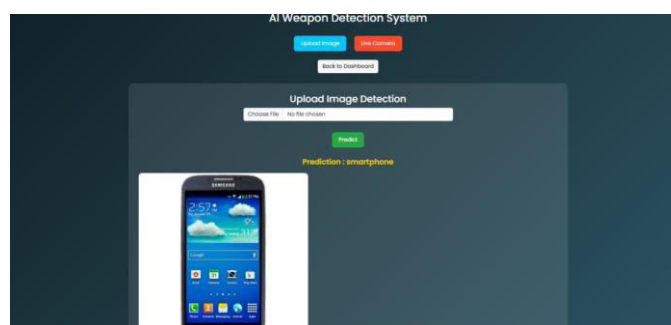 AI Weapon Detection System
Upload Image Live Camera
Back to Dashboard
Upload Image Detection
Choose File No file chosen
Predict
Prediction : smartphone
SAMSUNG
2:57
Google